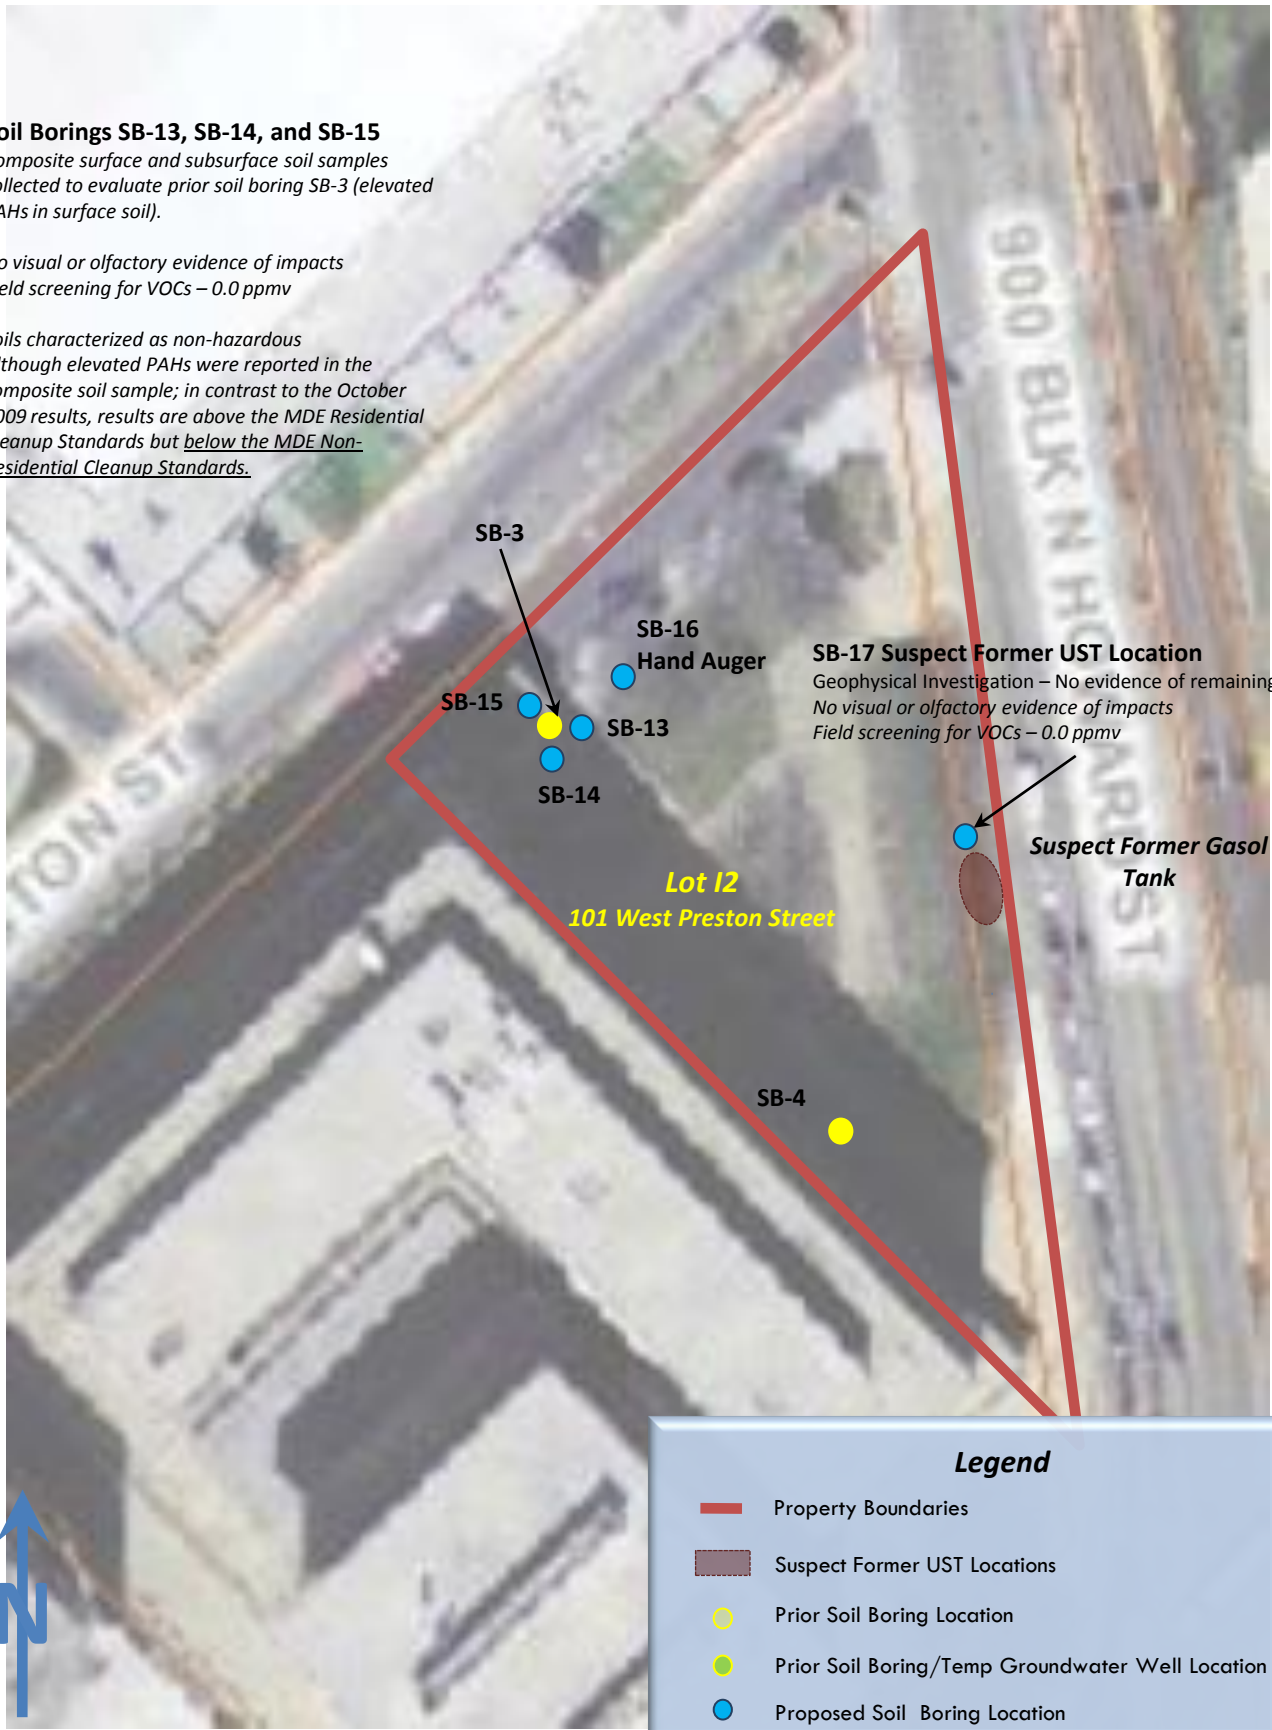 oil Borings SB-13, SB-14, and SB-15
omposite surface and subsurface soil samples
ollected to evaluate prior soil boring SB-3 (elevated
AHs in surface soil).
o visual or olfactory evidence of impacts
eld screening for VOCs – 0.0 ppmv
oils characterized as non-hazardous
lthough elevated PAHs were reported in the
omposite soil sample; in contrast to the October
009 results, results are above the MDE Residential
eanup Standards but below the MDE Non-
esidential Cleanup Standards.
900 BLK N HOWARD ST
SB-3
SB-16
Hand Auger
SB-17 Suspect Former UST Location
Geophysical Investigation – No evidence of remaining
No visual or olfactory evidence of impacts
Field screening for VOCs – 0.0 ppmv
SB-15
SB-13
SB-14
TON ST
Suspect Former Gasol
Tank
Lot I2
101 West Preston Street
SB-4
N
Legend
Property Boundaries
Suspect Former UST Locations
Prior Soil Boring Location
Prior Soil Boring/Temp Groundwater Well Location
Proposed Soil Boring Location